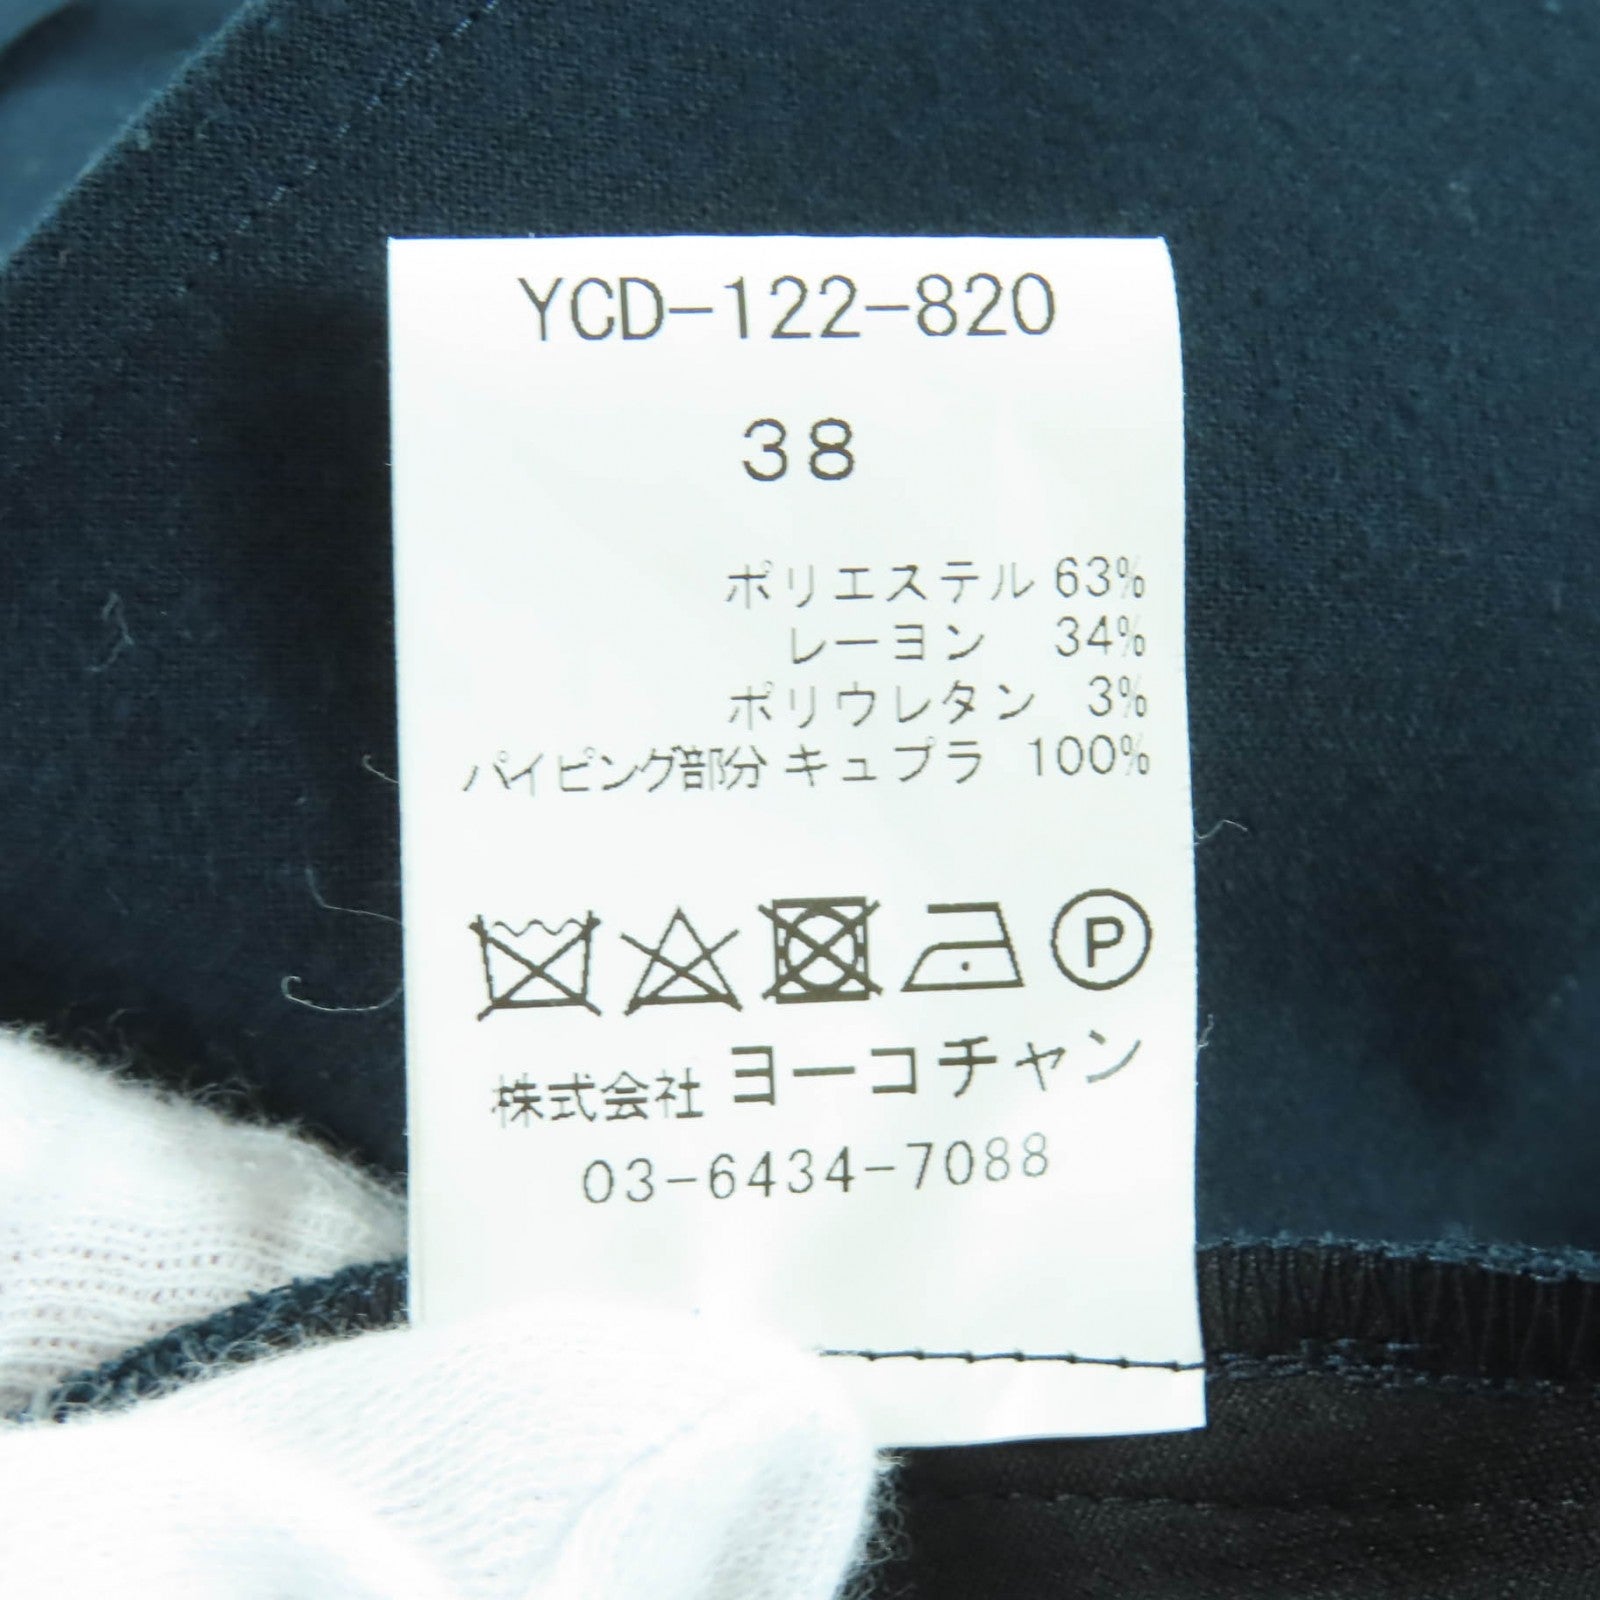 YCD-122-820
38
ポリエステル 63%
レーヨン 34%
ポリウレタン 3%
パイピング部分 キュプラ 100%
P
株式会社 ヨーコチャン
03-6434-7088